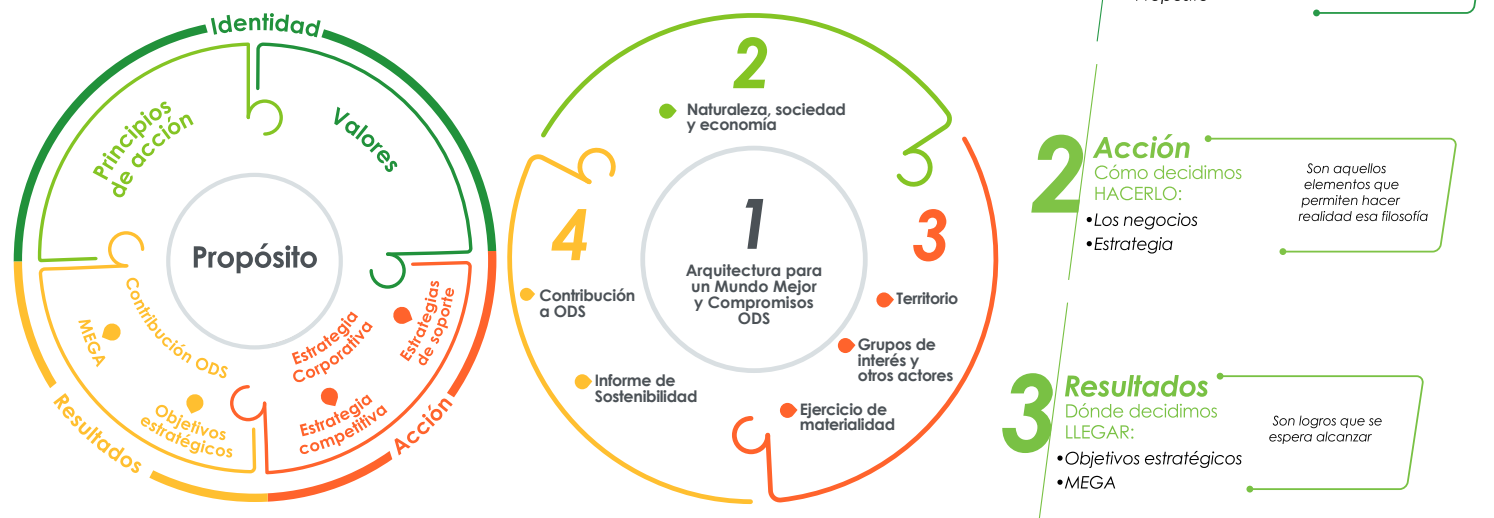 Identidad
Principios
de acción
Valores
Propósito
Contribución ODS
MEGA
Objetivos
estratégicos
Resultados
Estrategia
Corporativa
Estrategias
de soporte
Estrategia
competitiva
Acción
2
Naturaleza, sociedad
y economía
1
Arquitectura para
un Mundo Mejor
y Compromisos
ODS
3
Territorio
Grupos de
interés y
otros actores
Ejercicio de
materialidad
4
Contribución
a ODS
Informe de
Sostenibilidad
2
Acción
Cómo decidimos
HACERLO:
•Los negocios
•Estrategia
Son aquellos
elementos que
permiten hacer
realidad esa filosofía
3
Resultados
Dónde decidimos
LLEGAR:
•Objetivos estratégicos
•MEGA
Son logros que se
espera alcanzar